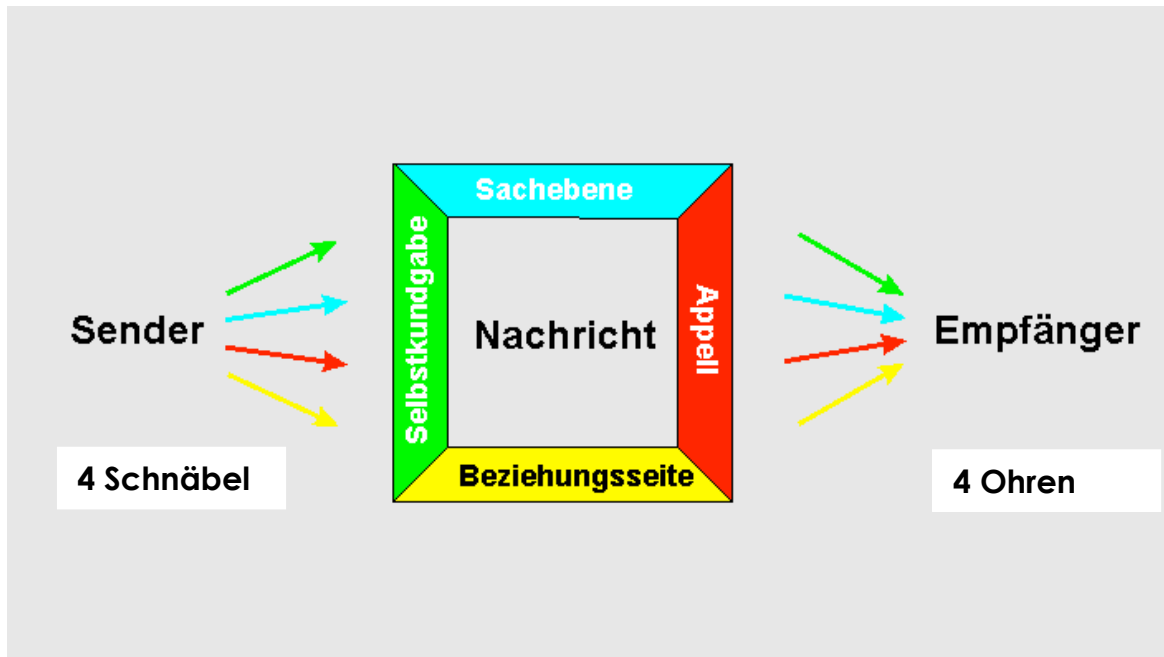 Sachebene
Selbstkundgabe
Sender
Nachricht
Appell
Empfänger
Beziehungsseite
4 Schnäbel
4 Ohren